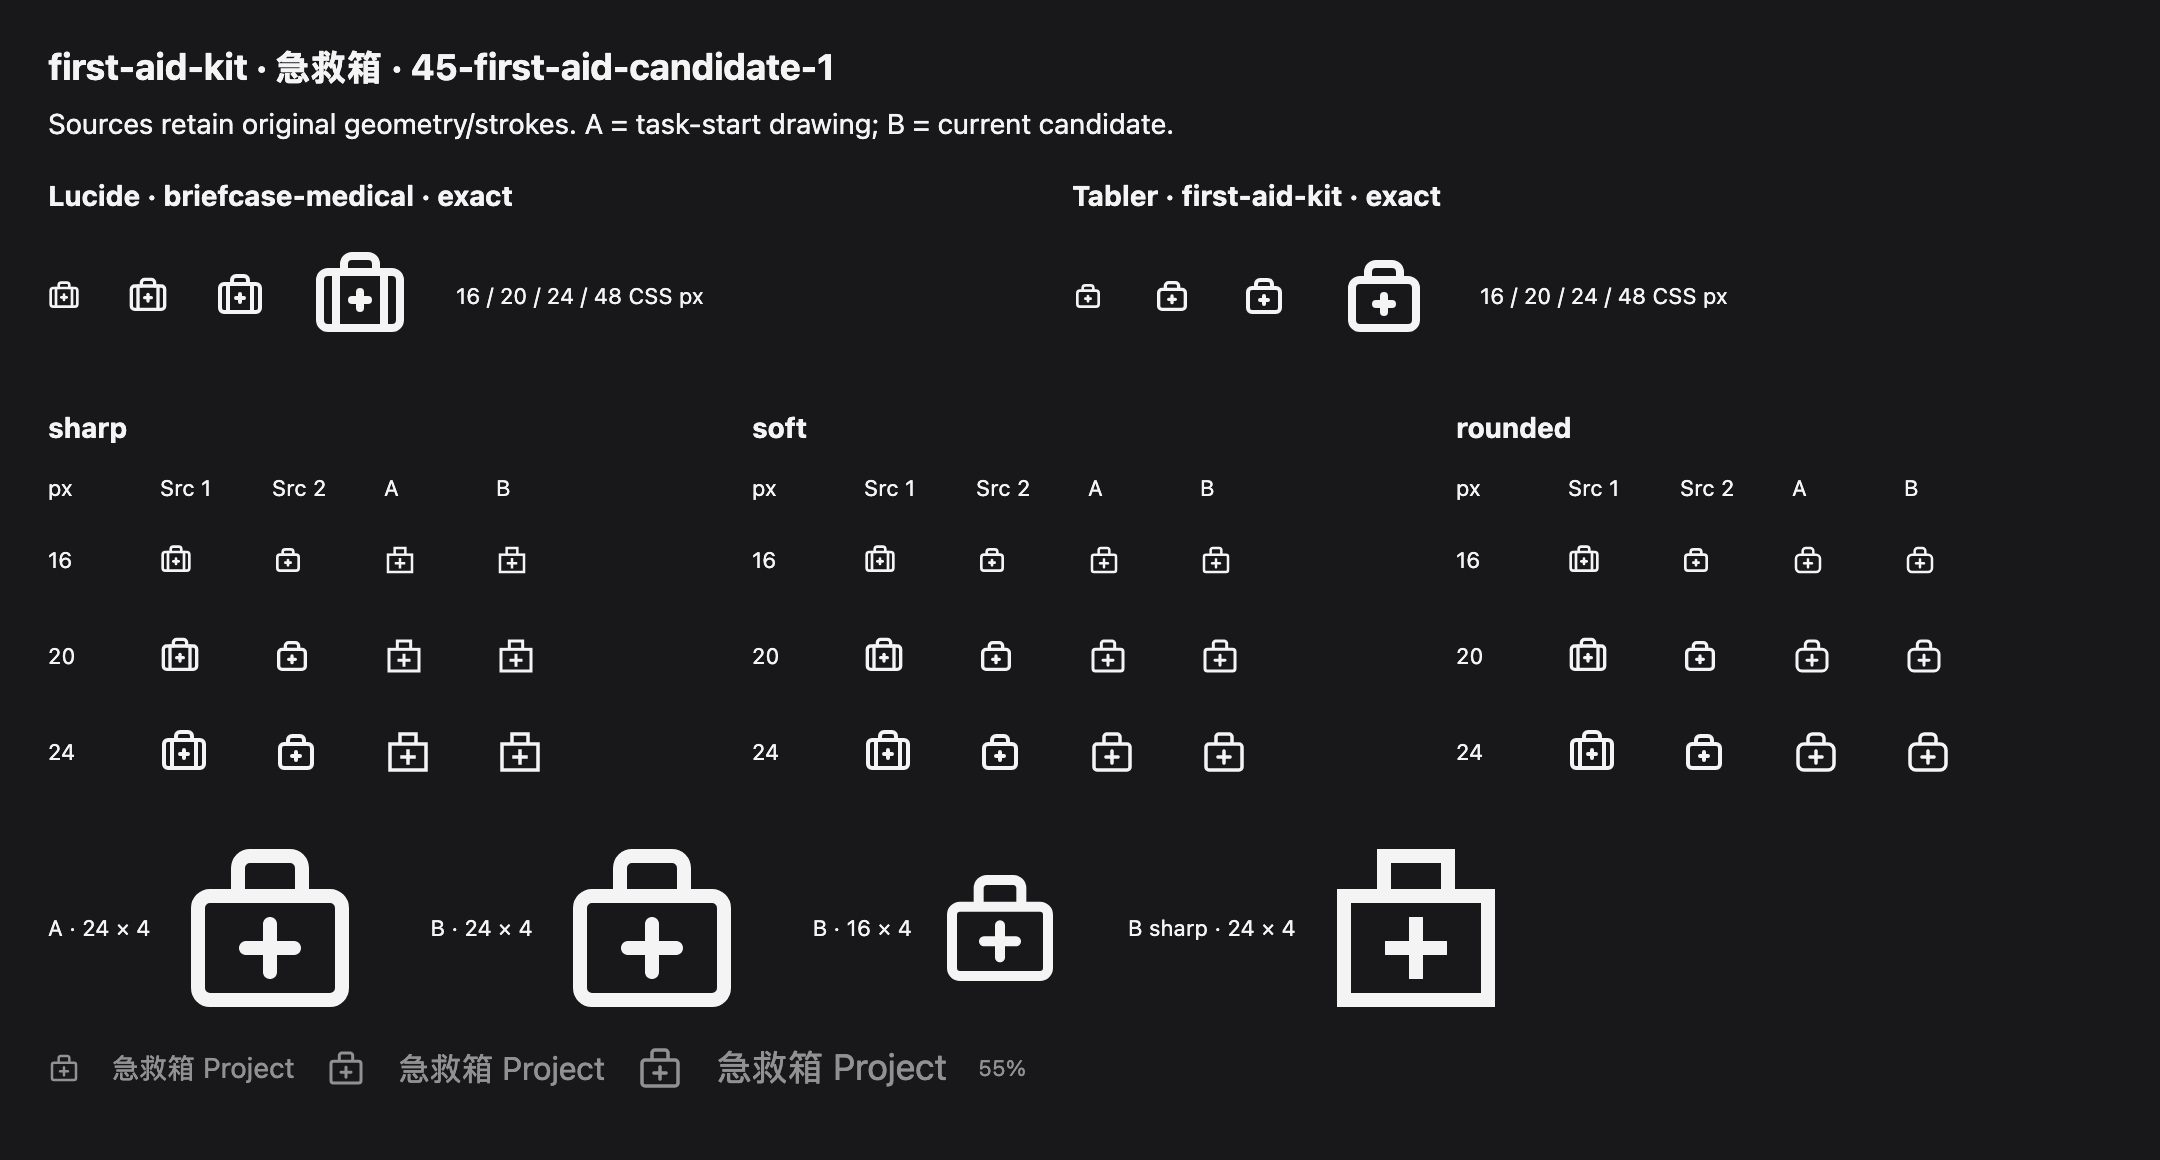 first-aid-kit · 急救箱 · 45-first-aid-candidate-1
Sources retain original geometry/strokes. A = task-start drawing; B = current candidate.
Lucide · briefcase-medical · exact
16 / 20 / 24 / 48 CSS px
Tabler · first-aid-kit · exact
16 / 20 / 24 / 48 CSS px
sharp
px Src 1 Src 2 A B
16
20
24
soft
px Src 1 Src 2 A B
16
20
24
rounded
px Src 1 Src 2 A B
16
20
24
A · 24 × 4
B · 24 × 4
B · 16 × 4
B sharp · 24 × 4
急救箱 Project 急救箱 Project 急救箱 Project 55%